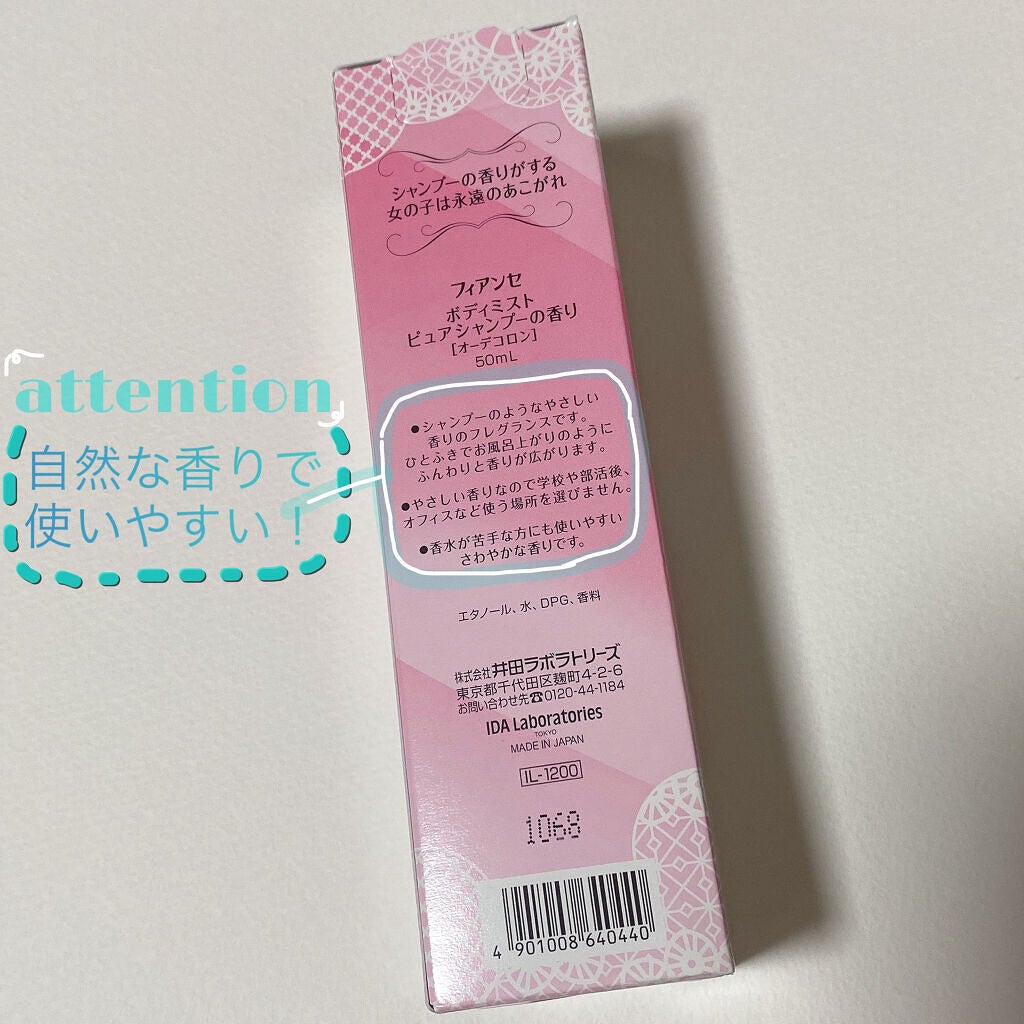 シャンプーの香りがする
女の子は永遠のあこがれ
フィアンセ
ボディミスト
ピュアシャンプーの香り
[オーデコロン]
50mL
attention
自然な香りで
使いやすい!
●シャンプーのようなやさしい
香りのフレグランスです。
ひとふきでお風呂上がりのように
ふんわりと香りが広がります。
●やさしい香りなので学校や部活後、
オフィスなど使う場所を選びません。
●香水が苦手な方にも使いやすい
さわやかな香りです。
エタノール、水、DPG、香料
株式会社 井田ラボラトリーズ
東京都千代田区麹町4-2-6
お問い合わせ先☎0120-44-1184
IDA Laboratories
TOKYO
MADE IN JAPAN
IL-1200
1068
4 901008 640440